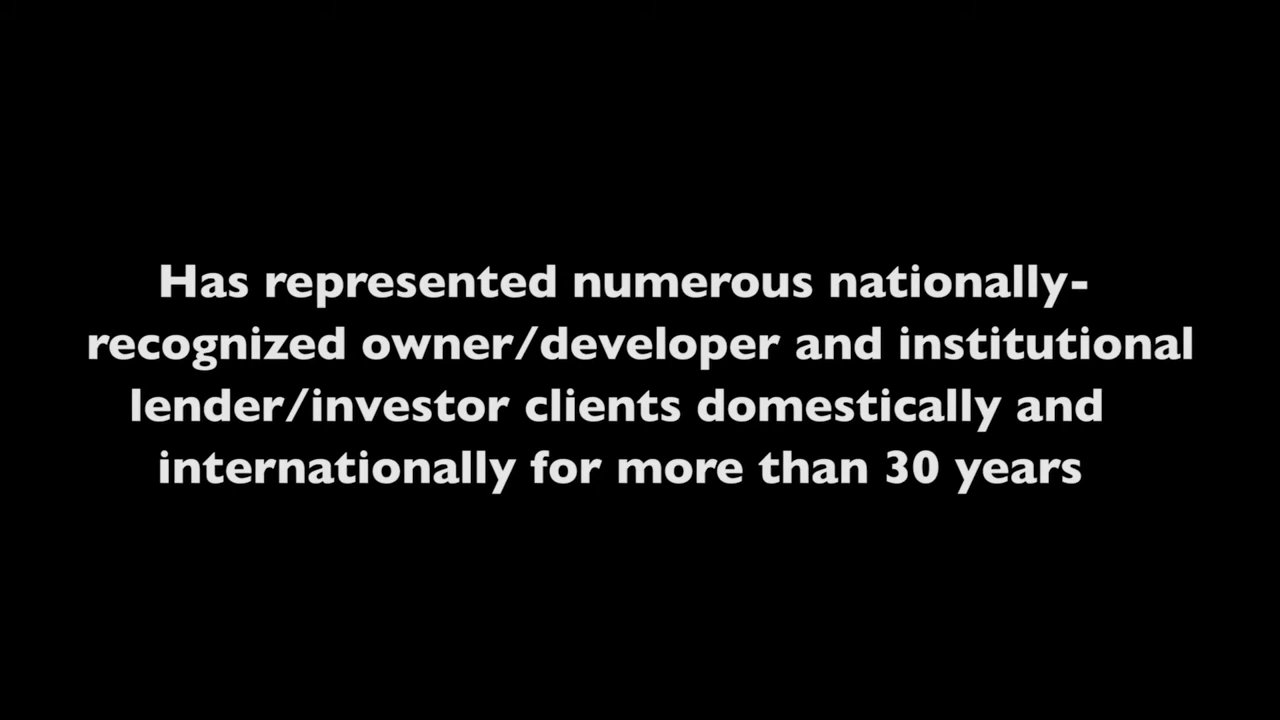 Has represented numerous nationally-
recognized owner/developer and institutional
lender/investor clients domestically and
internationally for more than 30 years